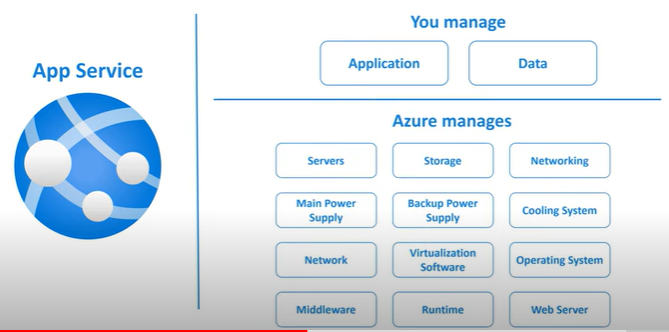 You manage
App Service
Application
Data
Azure manages
Servers
Storage
Networking
Main Power
Supply
Backup Power
Supply
Cooling System
Network
Virtualization
Software
Operating System
Middleware
Runtime
Web Server